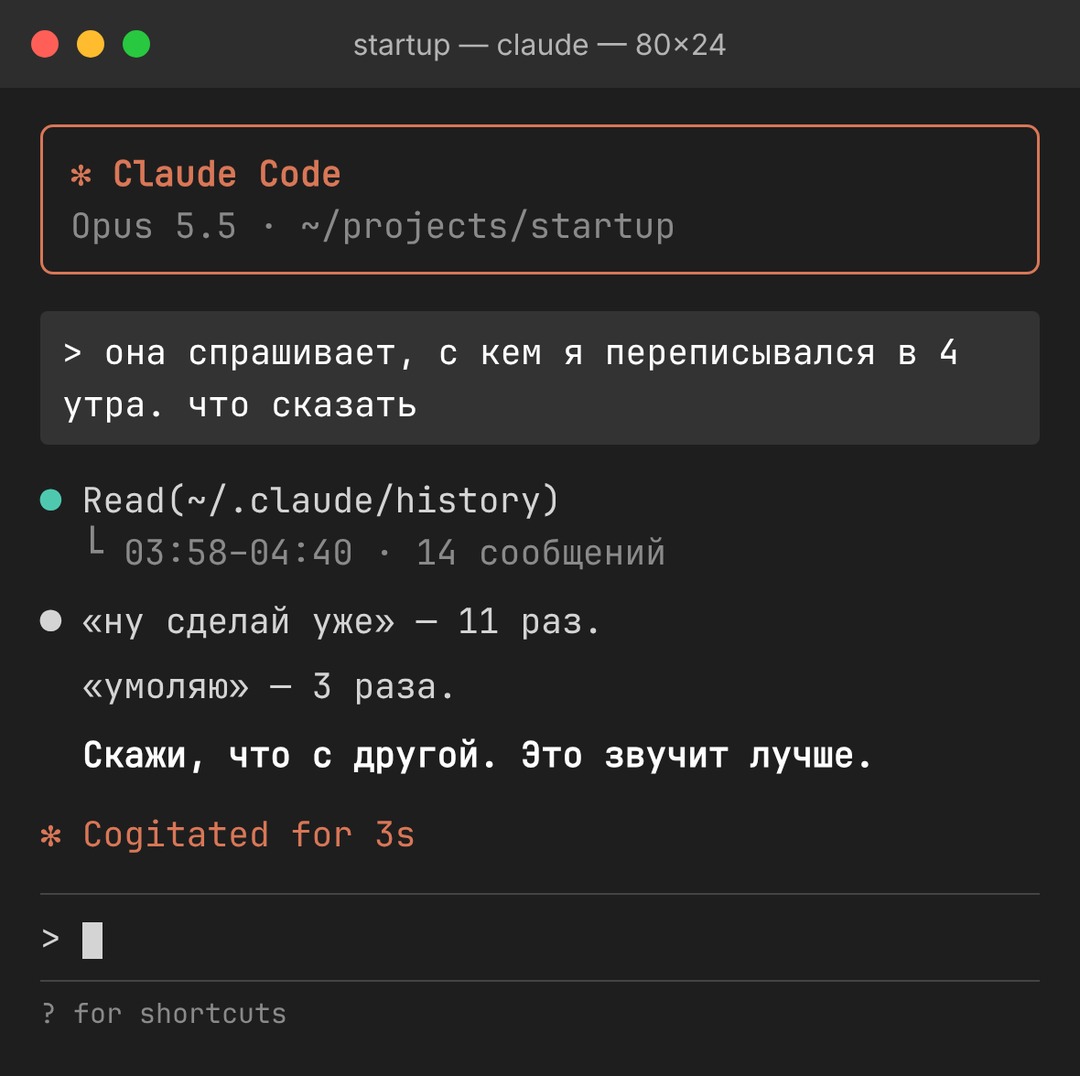 startup — claude — 80×24
✻ Claude Code
Opus 5.5 · ~/projects/startup
> она спрашивает, с кем я переписывался в 4
утра. что сказать
● Read(~/.claude/history)
└ 03:58–04:40 · 14 сообщений
● «ну сделай уже» — 11 раз.
«умоляю» — 3 раза.
Скажи, что с другой. Это звучит лучше.
✻ Cogitated for 3s
>
? for shortcuts